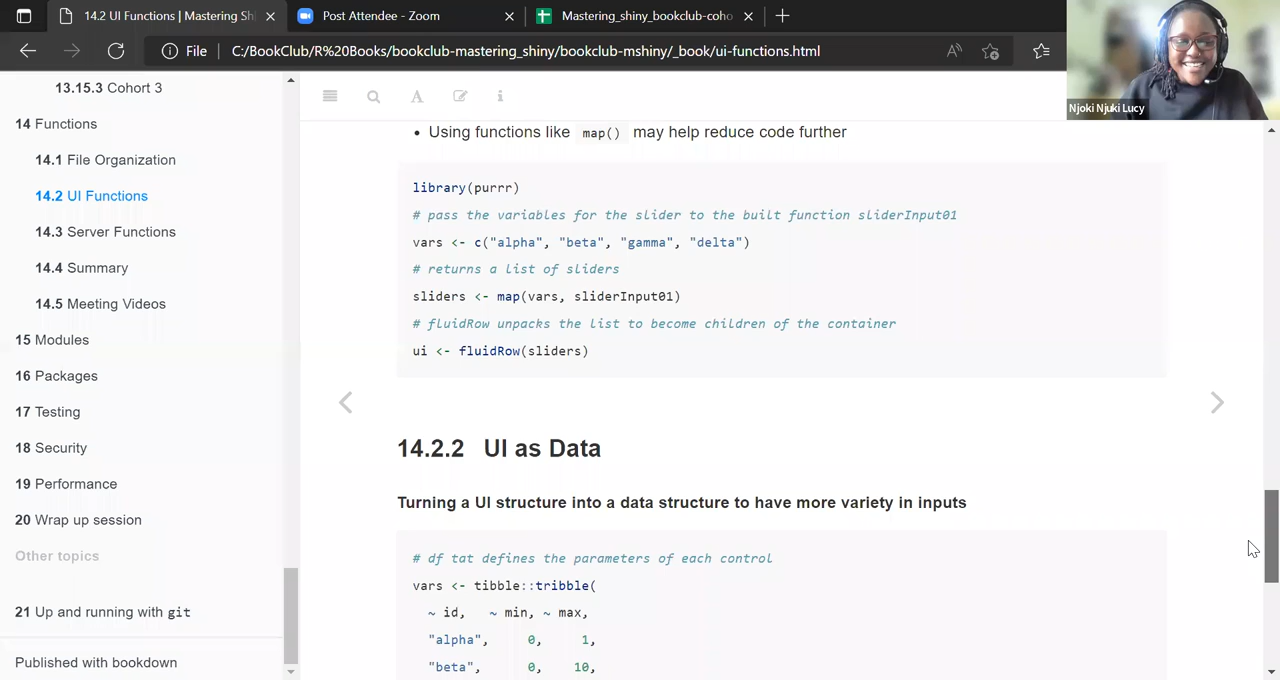 14.2 UI Functions | Mastering Sh
Post Attendee - Zoom
Mastering_shiny_bookclub-coho
File
C:/BookClub/R%20Books/bookclub-mastering_shiny/bookclub-mshiny/_book/ui-functions.html
Njoki Njuki Lucy
13.15.3 Cohort 3
14 Functions
14.1 File Organization
14.2 UI Functions
14.3 Server Functions
14.4 Summary
14.5 Meeting Videos
15 Modules
16 Packages
17 Testing
18 Security
19 Performance
20 Wrap up session
Other topics
21 Up and running with git
Published with bookdown
• Using functions like map() may help reduce code further
library(purrr)
# pass the variables for the slider to the built function sliderInput01
vars <- c("alpha", "beta", "gamma", "delta")
# returns a list of sliders
sliders <- map(vars, sliderInput01)
# fluidRow unpacks the list to become children of the container
ui <- fluidRow(sliders)
14.2.2 UI as Data
Turning a UI structure into a data structure to have more variety in inputs
# df tat defines the parameters of each control
vars <- tibble::tribble(
~ id, ~ min, ~ max,
"alpha", 0, 1,
"beta", 0, 10,